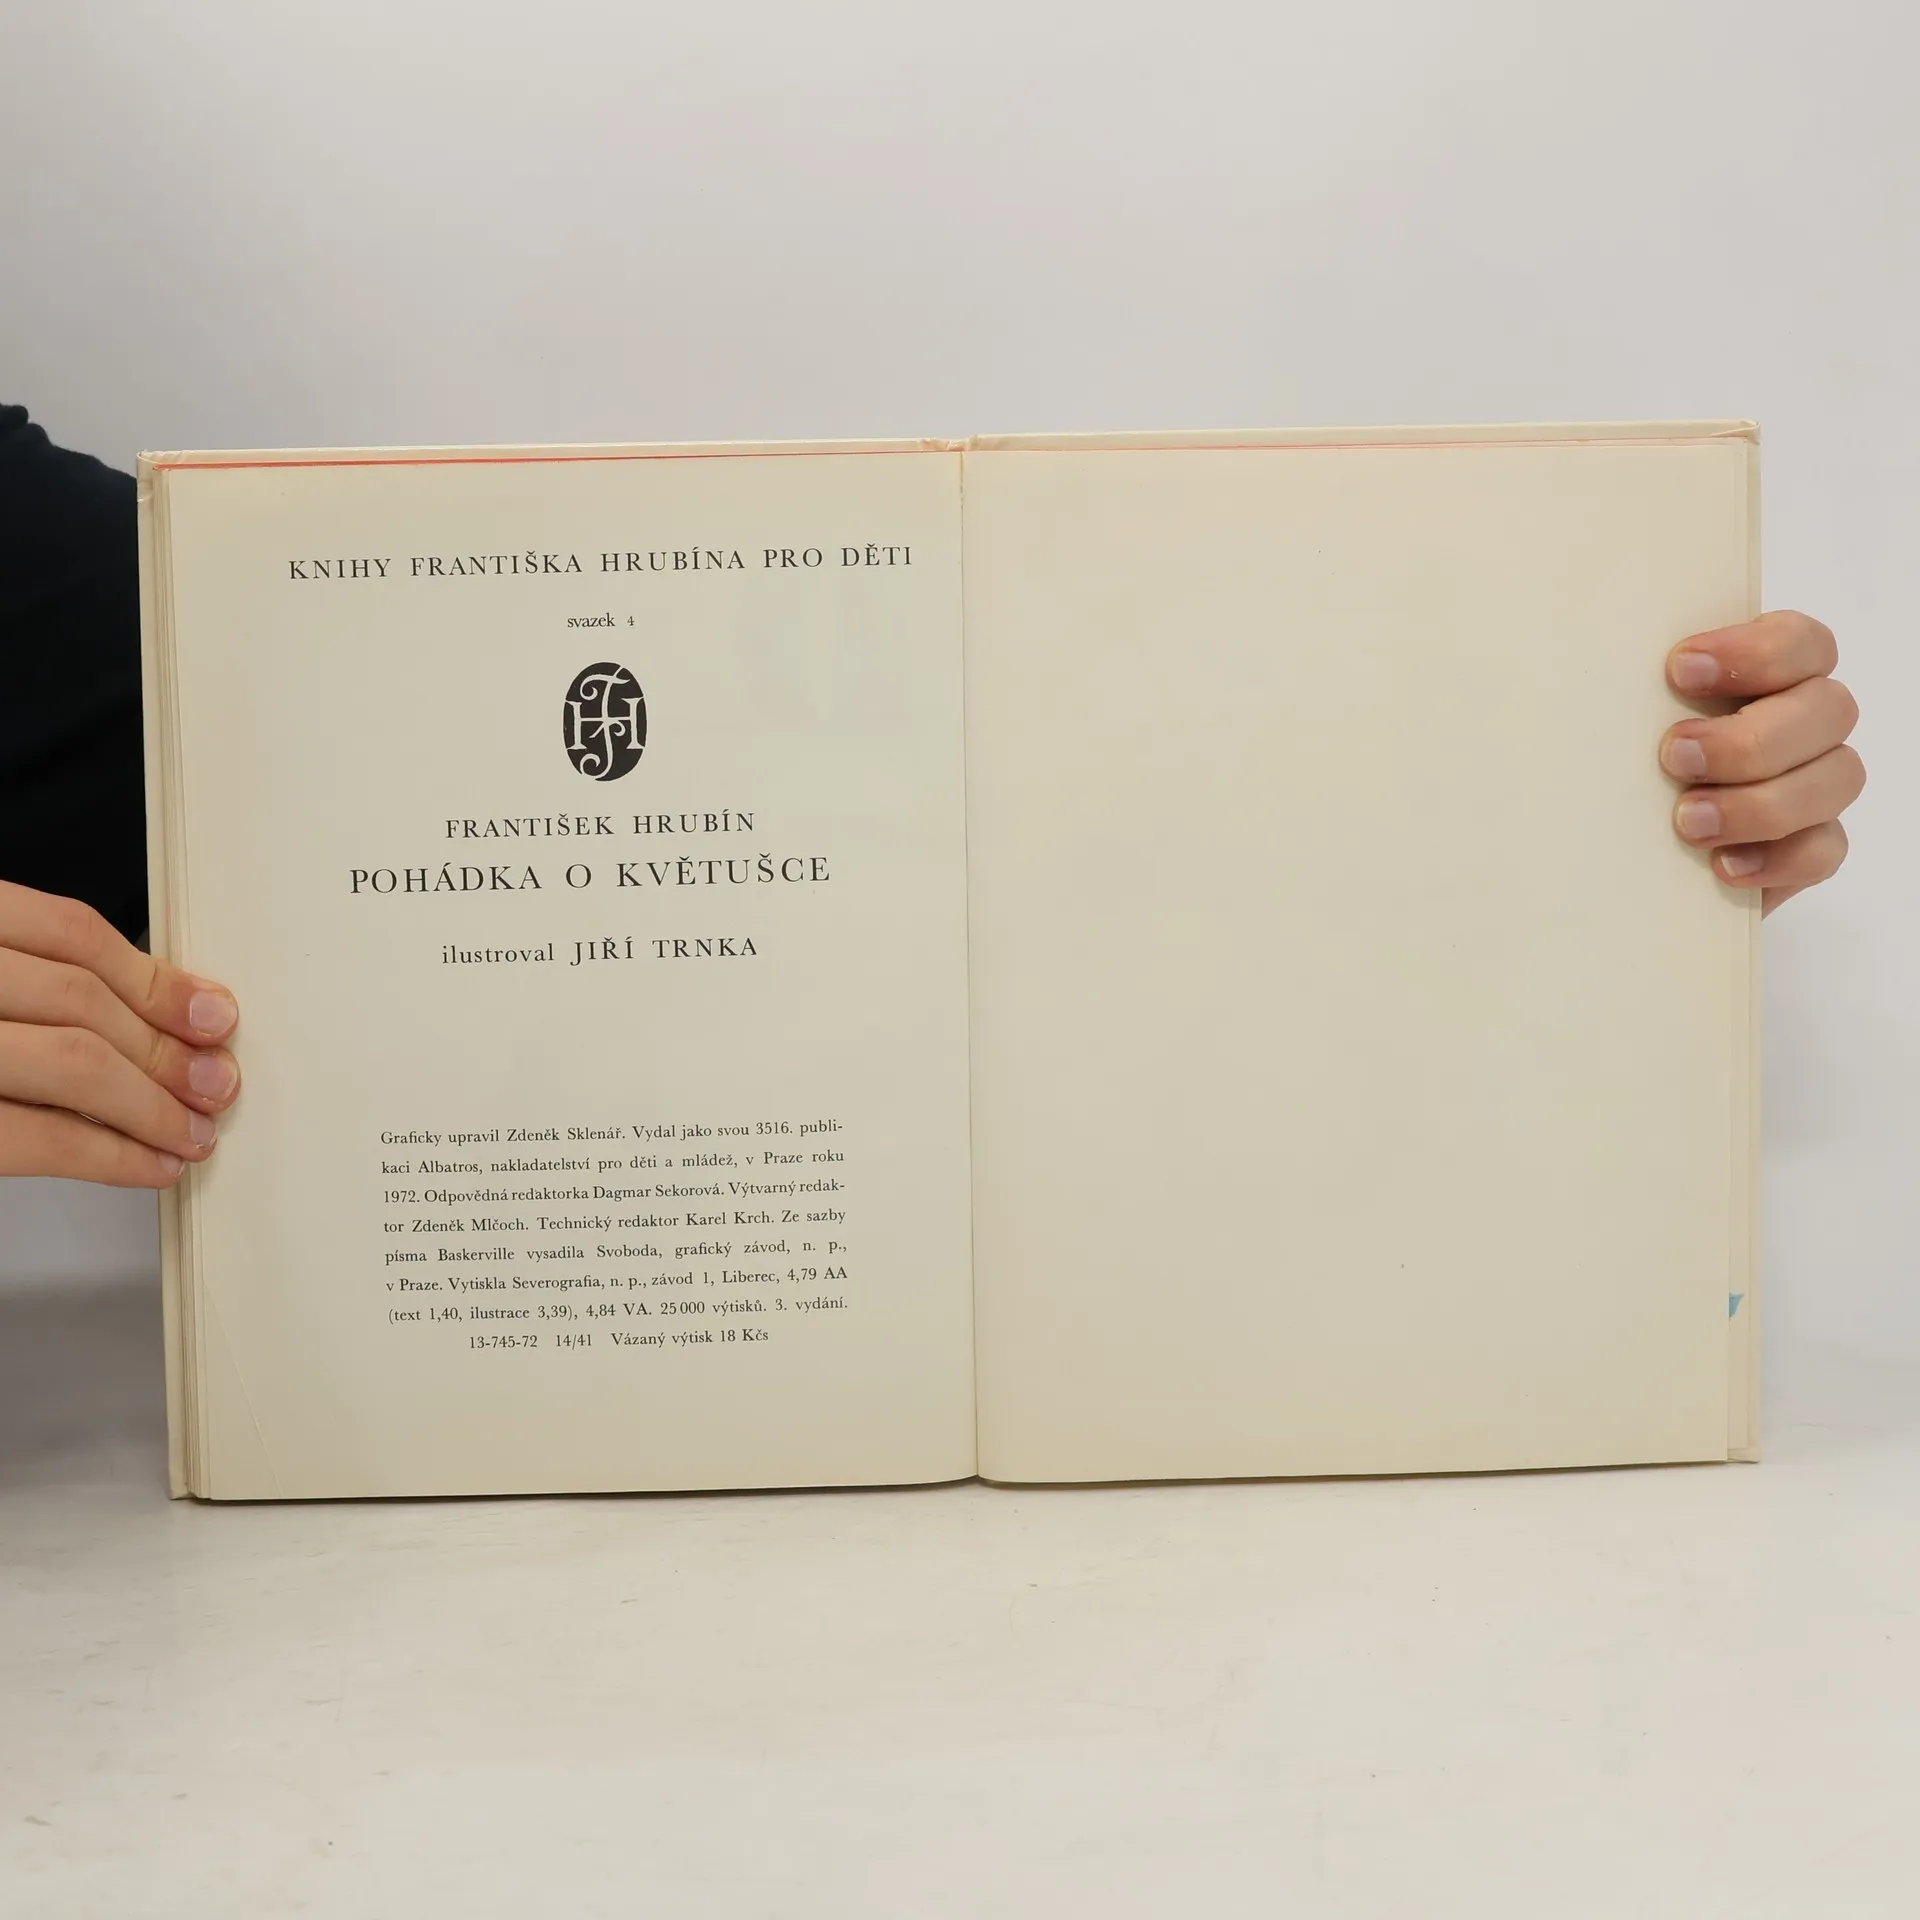 KNIHY FRANTIŠKA HRUBÍNA PRO DĚTI
svazek 4
FH
FRANTIŠEK HRUBÍN
POHÁDKA O KVĚTUŠCE
ilustroval JIŘÍ TRNKA
Graficky upravil Zdeněk Sklenář. Vydal jako svou 3516. publi-
kaci Albatros, nakladatelství pro děti a mládež, v Praze roku
1972. Odpovědná redaktorka Dagmar Sekorová. Výtvarný redak-
tor Zdeněk Mlčoch. Technický redaktor Karel Krch. Ze sazby
písma Baskerville vysadila Svoboda, grafický závod, n. p.,
v Praze. Vytiskla Severografia, n. p., závod 1, Liberec, 4,79 AA
(text 1,40, ilustrace 3,39), 4,84 VA. 25 000 výtisků. 3. vydání.
13-745-72 14/41 Vázaný výtisk 18 Kčs